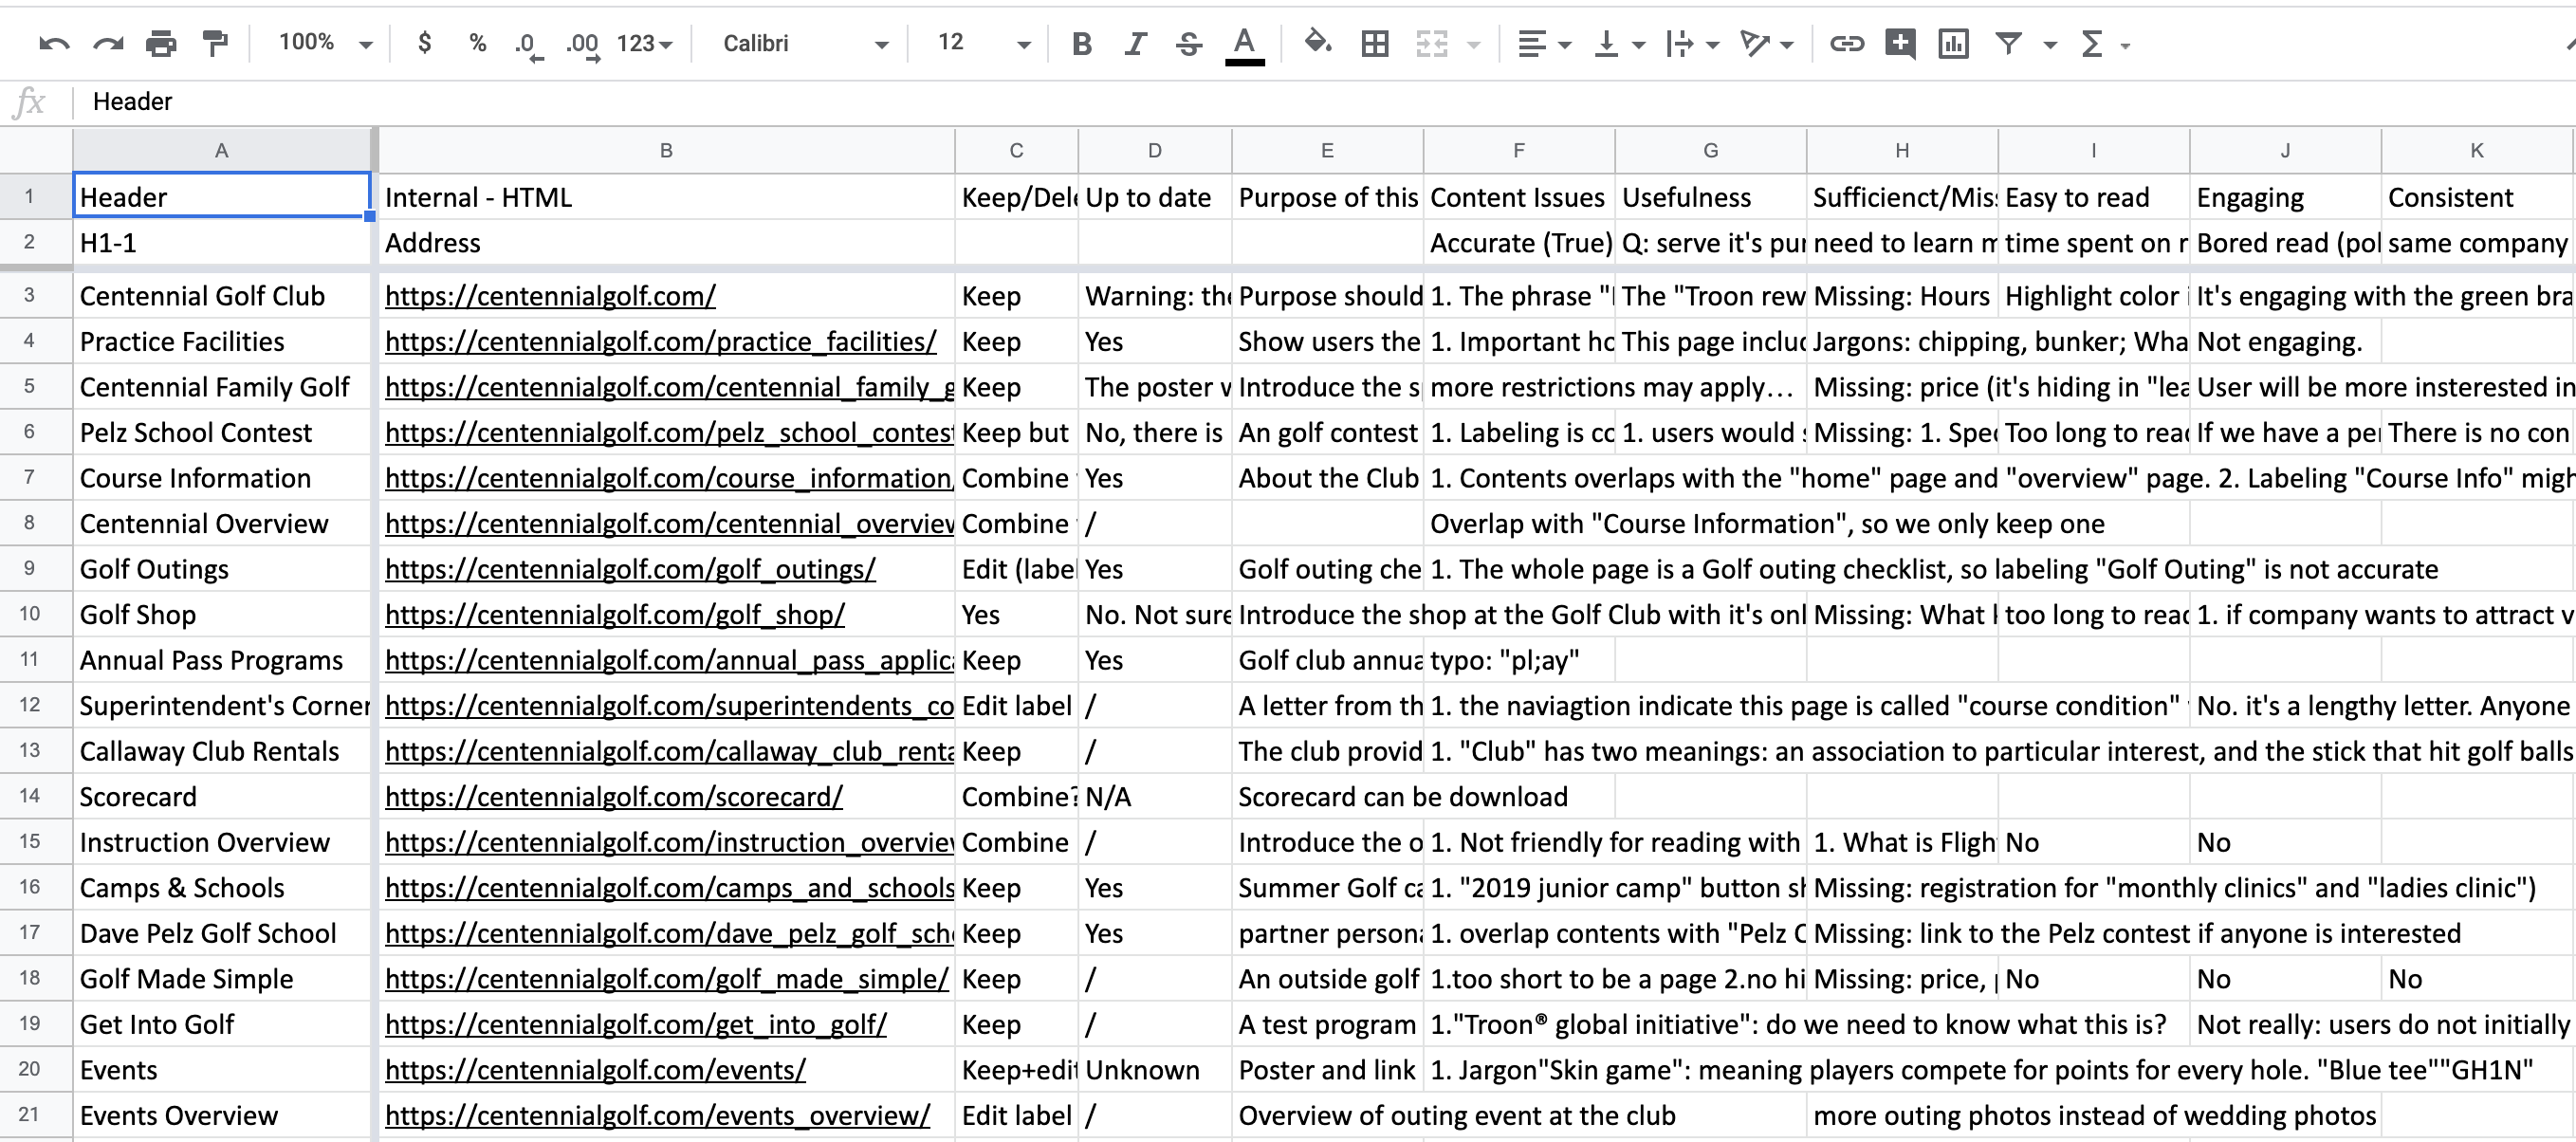 100% $ % .0 .00 123 Calibri 12 B I S A Σ
fx Header
A B C D E F G H I J K
1 Header Internal - HTML Keep/Dele Up to date Purpose of this Content Issues Usefulness Sufficienct/Miss Easy to read Engaging Consistent
2 H1-1 Address Accurate (True) Q: serve it's pur need to learn m time spent on r Bored read (pol same company
3 Centennial Golf Club https://centennialgolf.com/ Keep Warning: the Purpose should 1. The phrase " The "Troon rew Missing: Hours Highlight color It's engaging with the green bra
4 Practice Facilities https://centennialgolf.com/practice_facilities/ Keep Yes Show users the 1. Important ho This page includ Jargons: chipping, bunker; Wha Not engaging.
5 Centennial Family Golf https://centennialgolf.com/centennial_family_g Keep The poster w Introduce the s more restrictions may apply... Missing: price (it's hiding in "lea User will be more insterested in
6 Pelz School Contest https://centennialgolf.com/pelz_school_contest Keep but No, there is An golf contest 1. Labeling is co 1. users would s Missing: 1. Spec Too long to read If we have a per There is no con
7 Course Information https://centennialgolf.com/course_information/ Combine Yes About the Club 1. Contents overlaps with the "home" page and "overview" page. 2. Labeling "Course Info" migh
8 Centennial Overview https://centennialgolf.com/centennial_overview Combine / Overlap with "Course Information", so we only keep one
9 Golf Outings https://centennialgolf.com/golf_outings/ Edit (label Yes Golf outing che 1. The whole page is a Golf outing checklist, so labeling "Golf Outing" is not accurate
10 Golf Shop https://centennialgolf.com/golf_shop/ Yes No. Not sure Introduce the shop at the Golf Club with it's onl Missing: What too long to read 1. if company wants to attract v
11 Annual Pass Programs https://centennialgolf.com/annual_pass_applica Keep Yes Golf club annua typo: "pl;ay"
12 Superintendent's Corner https://centennialgolf.com/superintendents_co Edit label / A letter from th 1. the naviagtion indicate this page is called "course condition" No. it's a lengthy letter. Anyone
13 Callaway Club Rentals https://centennialgolf.com/callaway_club_renta Keep / The club provid 1. "Club" has two meanings: an association to particular interest, and the stick that hit golf balls
14 Scorecard https://centennialgolf.com/scorecard/ Combine? N/A Scorecard can be download
15 Instruction Overview https://centennialgolf.com/instruction_overview Combine / Introduce the o 1. Not friendly for reading with 1. What is Fligh No No
16 Camps & Schools https://centennialgolf.com/camps_and_schools Keep Yes Summer Golf ca 1. "2019 junior camp" button sh Missing: registration for "monthly clinics" and "ladies clinic")
17 Dave Pelz Golf School https://centennialgolf.com/dave_pelz_golf_scho Keep Yes partner persona 1. overlap contents with "Pelz C Missing: link to the Pelz contest if anyone is interested
18 Golf Made Simple https://centennialgolf.com/golf_made_simple/ Keep / An outside golf 1.too short to be a page 2.no hi Missing: price, No No No
19 Get Into Golf https://centennialgolf.com/get_into_golf/ Keep / A test program 1."Troon® global initiative": do we need to know what this is? Not really: users do not initially
20 Events https://centennialgolf.com/events/ Keep+edit Unknown Poster and link 1. Jargon"Skin game": meaning players compete for points for every hole. "Blue tee""GH1N"
21 Events Overview https://centennialgolf.com/events_overview/ Edit label / Overview of outing event at the club more outing photos instead of wedding photos